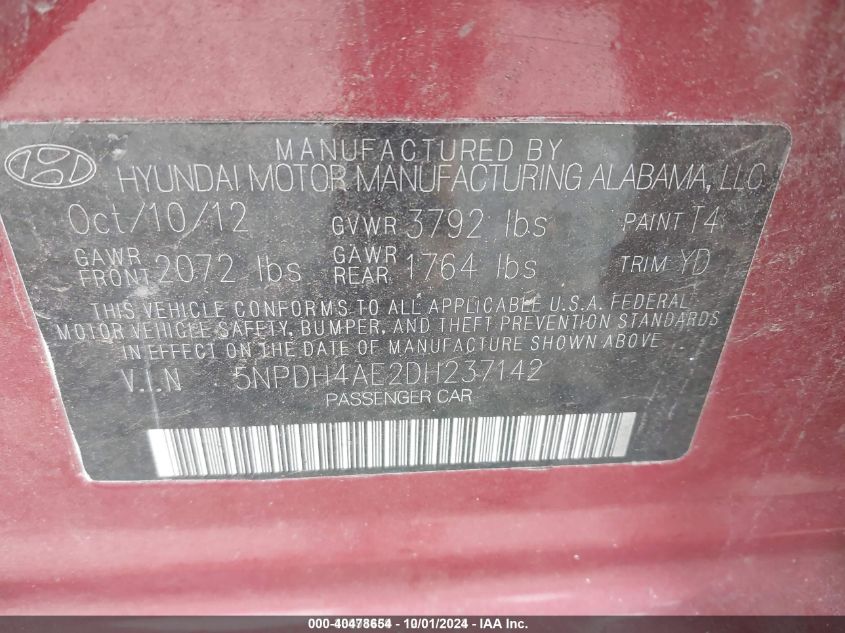 MANUFACTURED BY
HYUNDAI MOTOR MANUFACTURING ALABAMA, LLC
Oct/10/12 GVWR 3792 lbs PAINT T4
GAWR FRONT 2072 lbs GAWR REAR 1764 lbs TRIM YD
THIS VEHICLE CONFORMS TO ALL APPLICABLE U.S.A. FEDERAL
MOTOR VEHICLE SAFETY, BUMPER, AND THEFT PREVENTION STANDARDS
IN EFFECT ON THE DATE OF MANUFACTURE SHOWN ABOVE
V.I.N 5NPDH4AE2DH237142
PASSENGER CAR
000-40478654 - 10/01/2024 - IAA Inc.